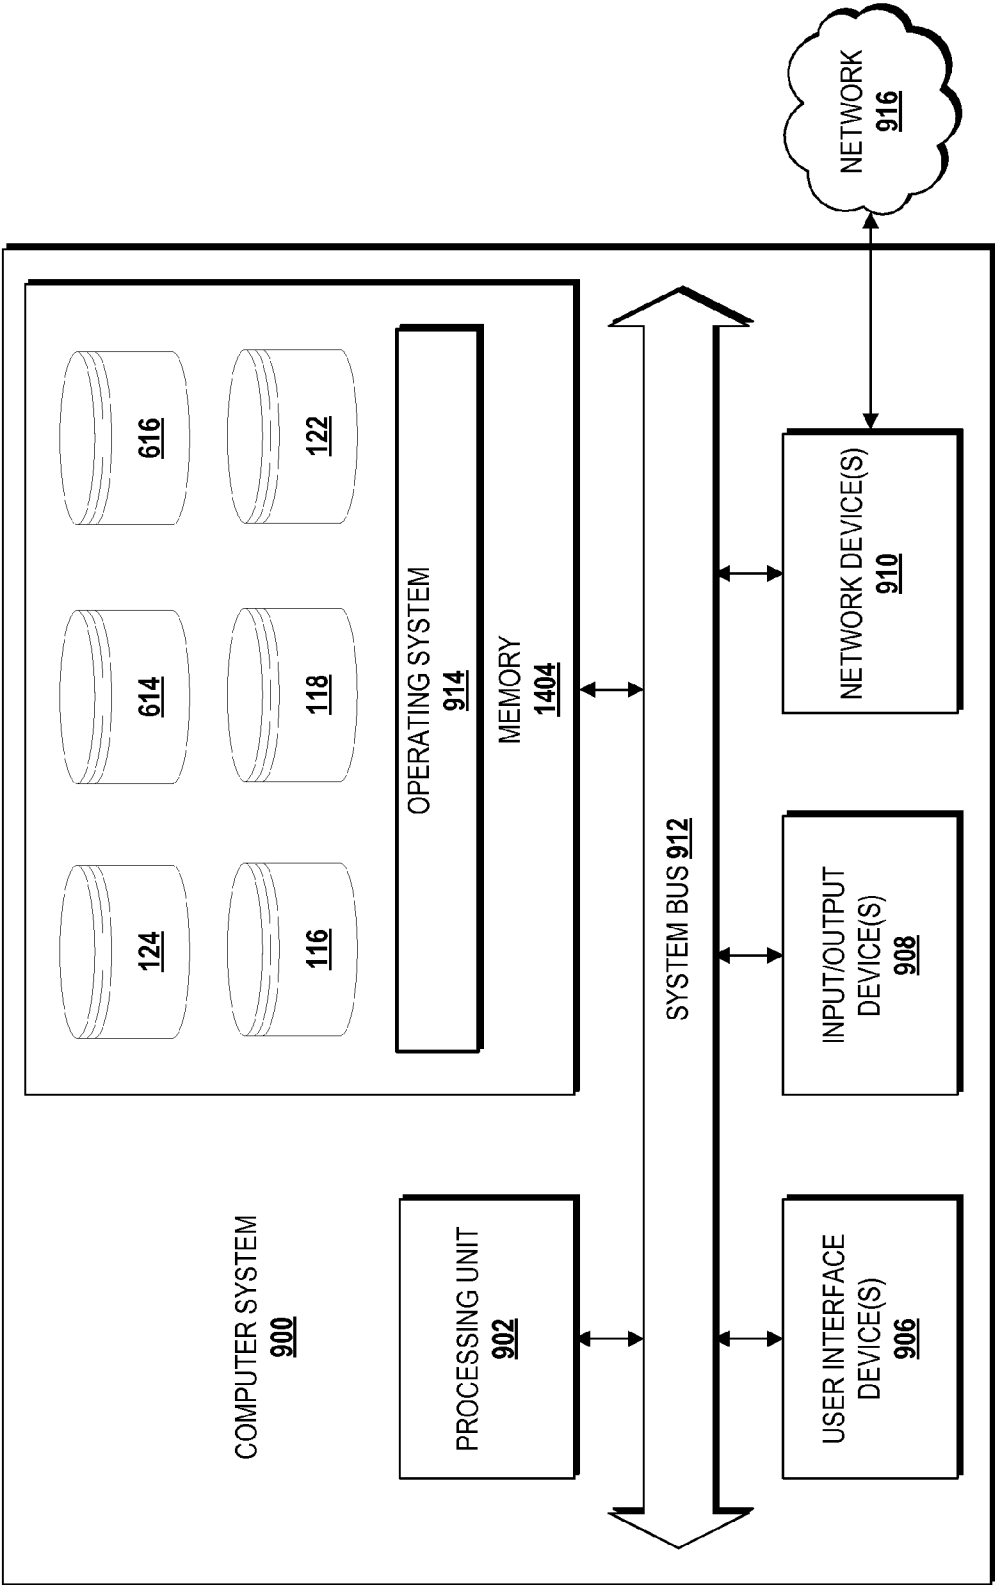 COMPUTER SYSTEM
900
124
614
616
116
118
122
OPERATING SYSTEM
914
MEMORY
1404
PROCESSING UNIT
902
SYSTEM BUS 912
USER INTERFACE
DEVICE(S)
906
INPUT/OUTPUT
DEVICE(S)
908
NETWORK DEVICE(S)
910
NETWORK
916